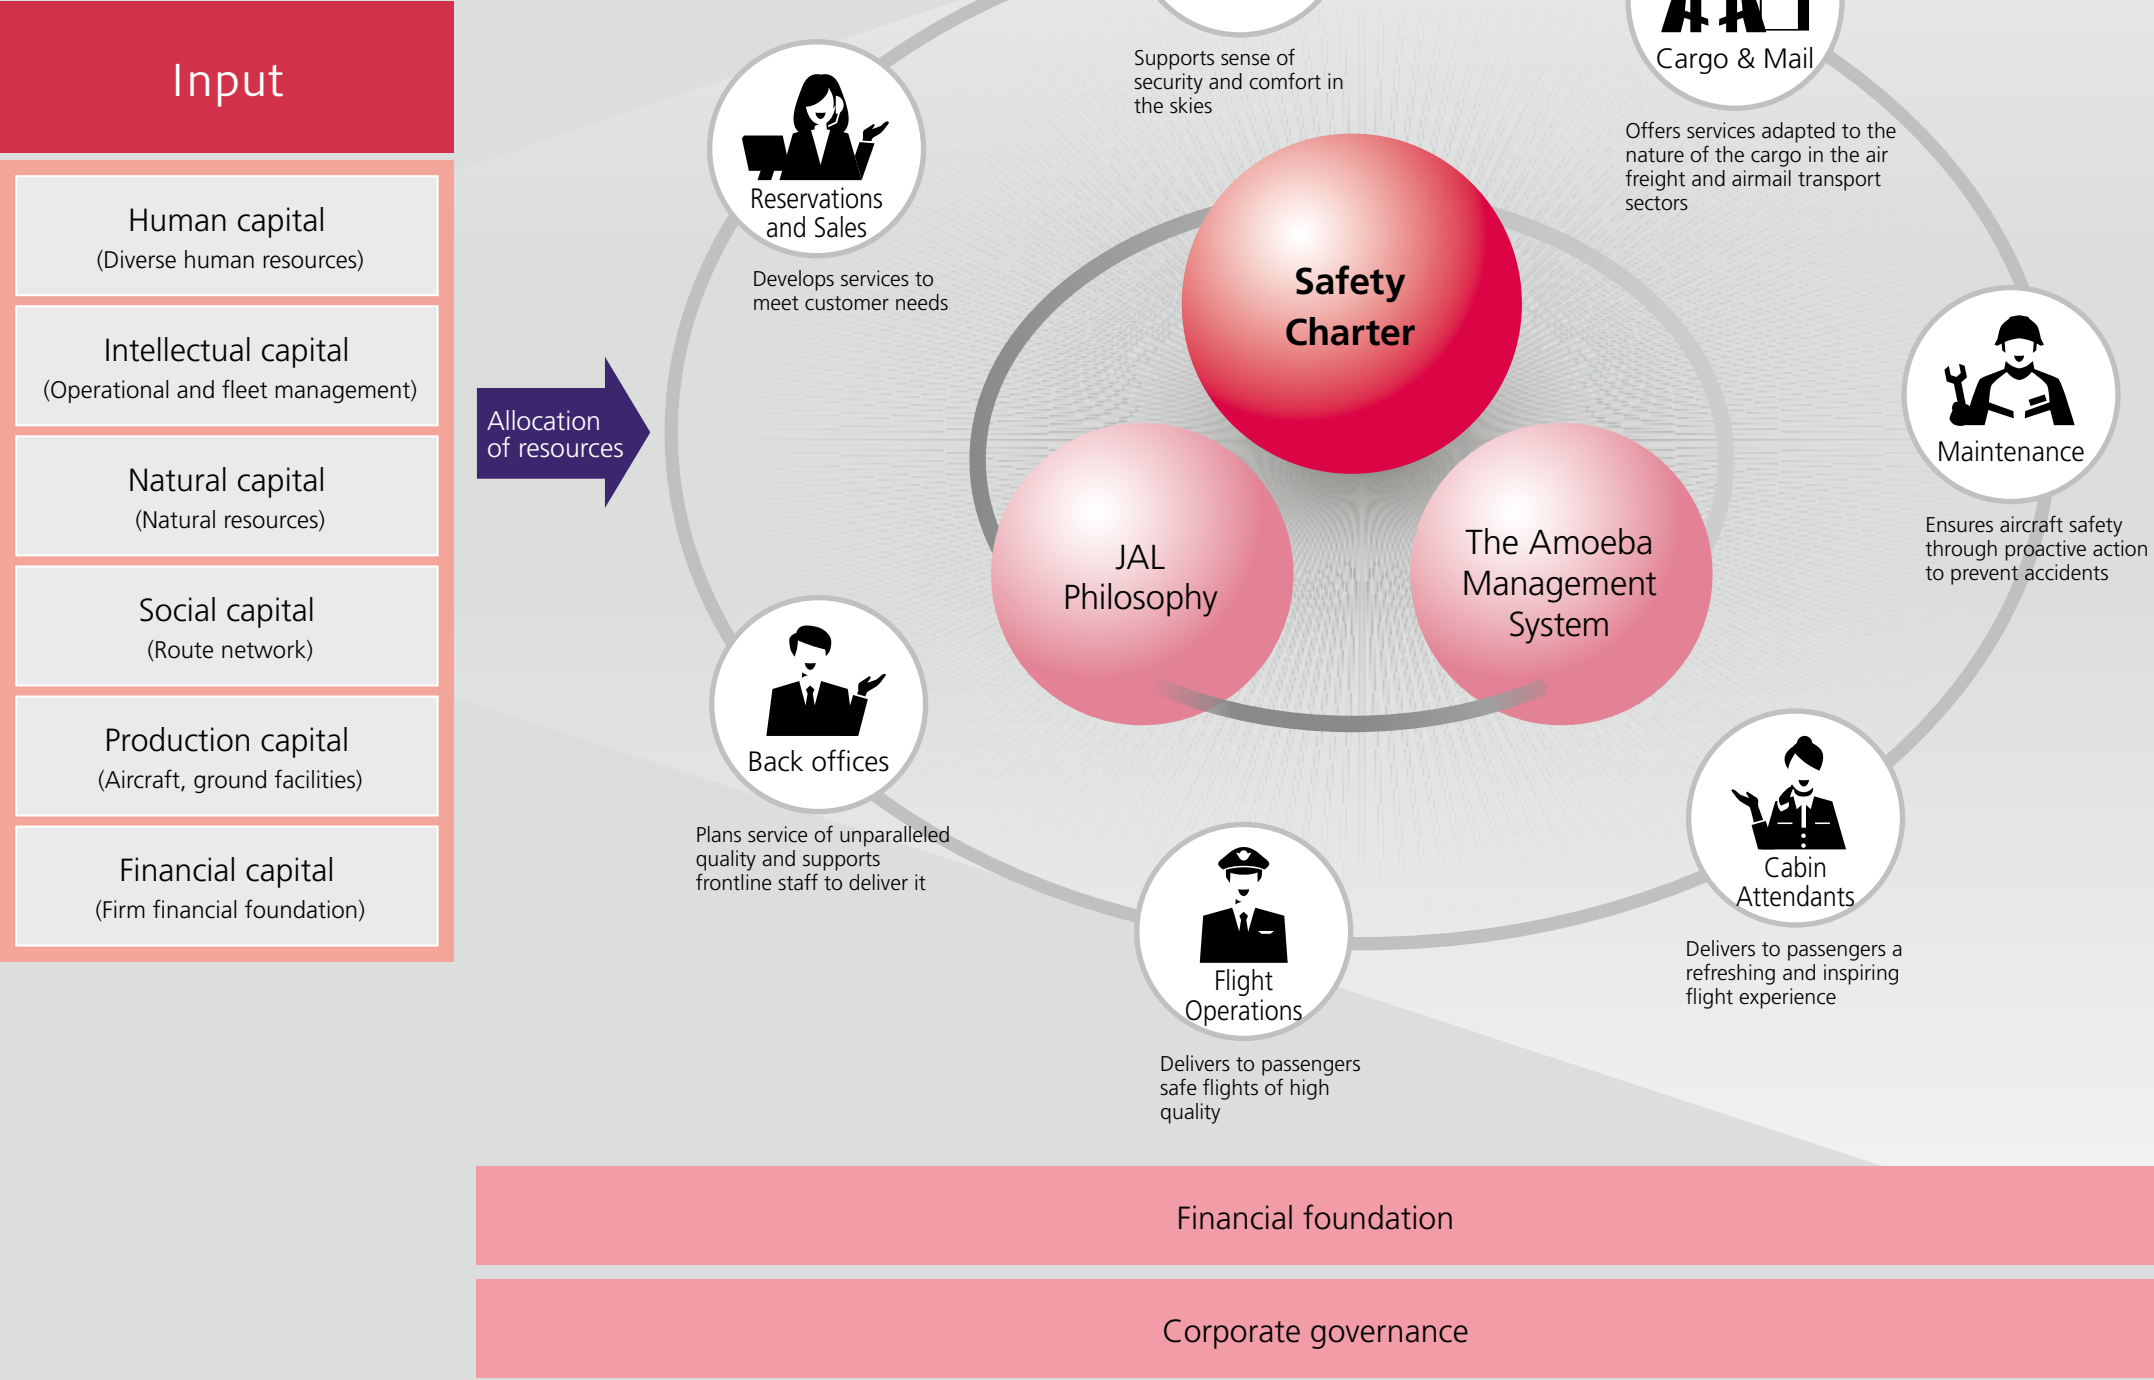 Input
Human capital
(Diverse human resources)
Intellectual capital
(Operational and fleet management)
Natural capital
(Natural resources)
Social capital
(Route network)
Production capital
(Aircraft, ground facilities)
Financial capital
(Firm financial foundation)
Allocation
of resources
Supports sense of
security and comfort in
the skies
Cargo & Mail
Offers services adapted to the
nature of the cargo in the air
freight and airmail transport
sectors
Reservations
and Sales
Develops services to
meet customer needs
Safety
Charter
JAL
Philosophy
The Amoeba
Management
System
Maintenance
Ensures aircraft safety
through proactive action
to prevent accidents
Back offices
Plans service of unparalleled
quality and supports
frontline staff to deliver it
Flight
Operations
Delivers to passengers
safe flights of high
quality
Cabin
Attendants
Delivers to passengers a
refreshing and inspiring
flight experience
Financial foundation
Corporate governance